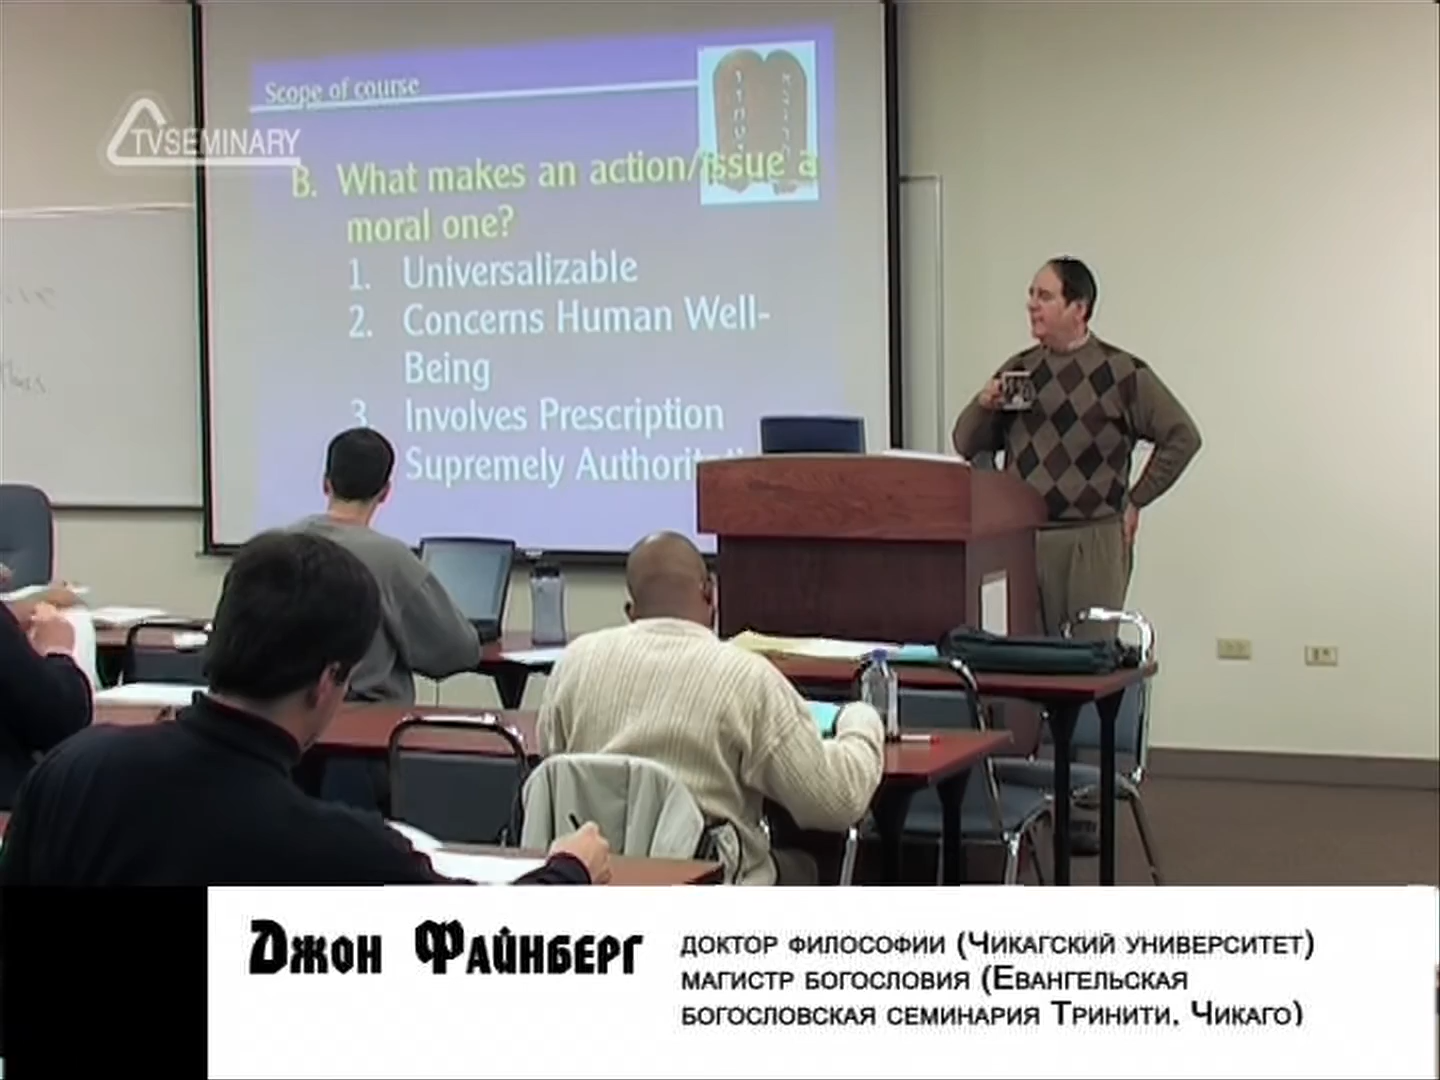 Scope of course
TVSEMINARY
B. What makes an action/issue a
moral one?
1. Universalizable
2. Concerns Human Well-
Being
3. Involves Prescription
Supremely
Джон Файнберг
доктор философии (Чикагский университет)
магистр богословия (Евангельская
богословская семинария Тринити. Чикаго)